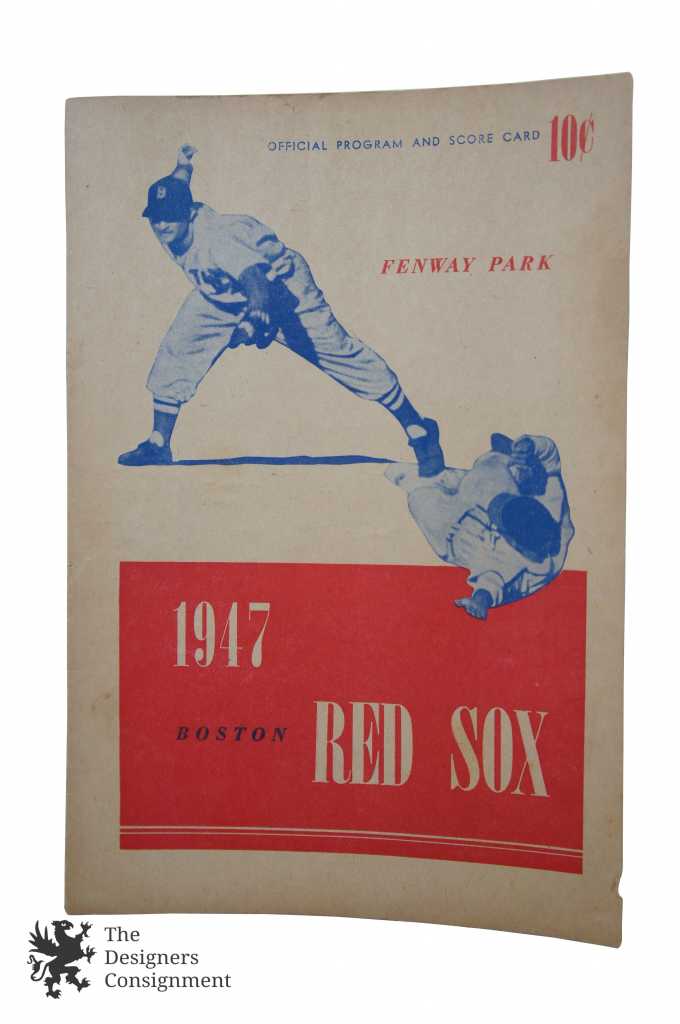 OFFICIAL PROGRAM AND SCORE CARD 10¢
FENWAY PARK
B
1947
BOSTON RED SOX
The
Designers
Consignment